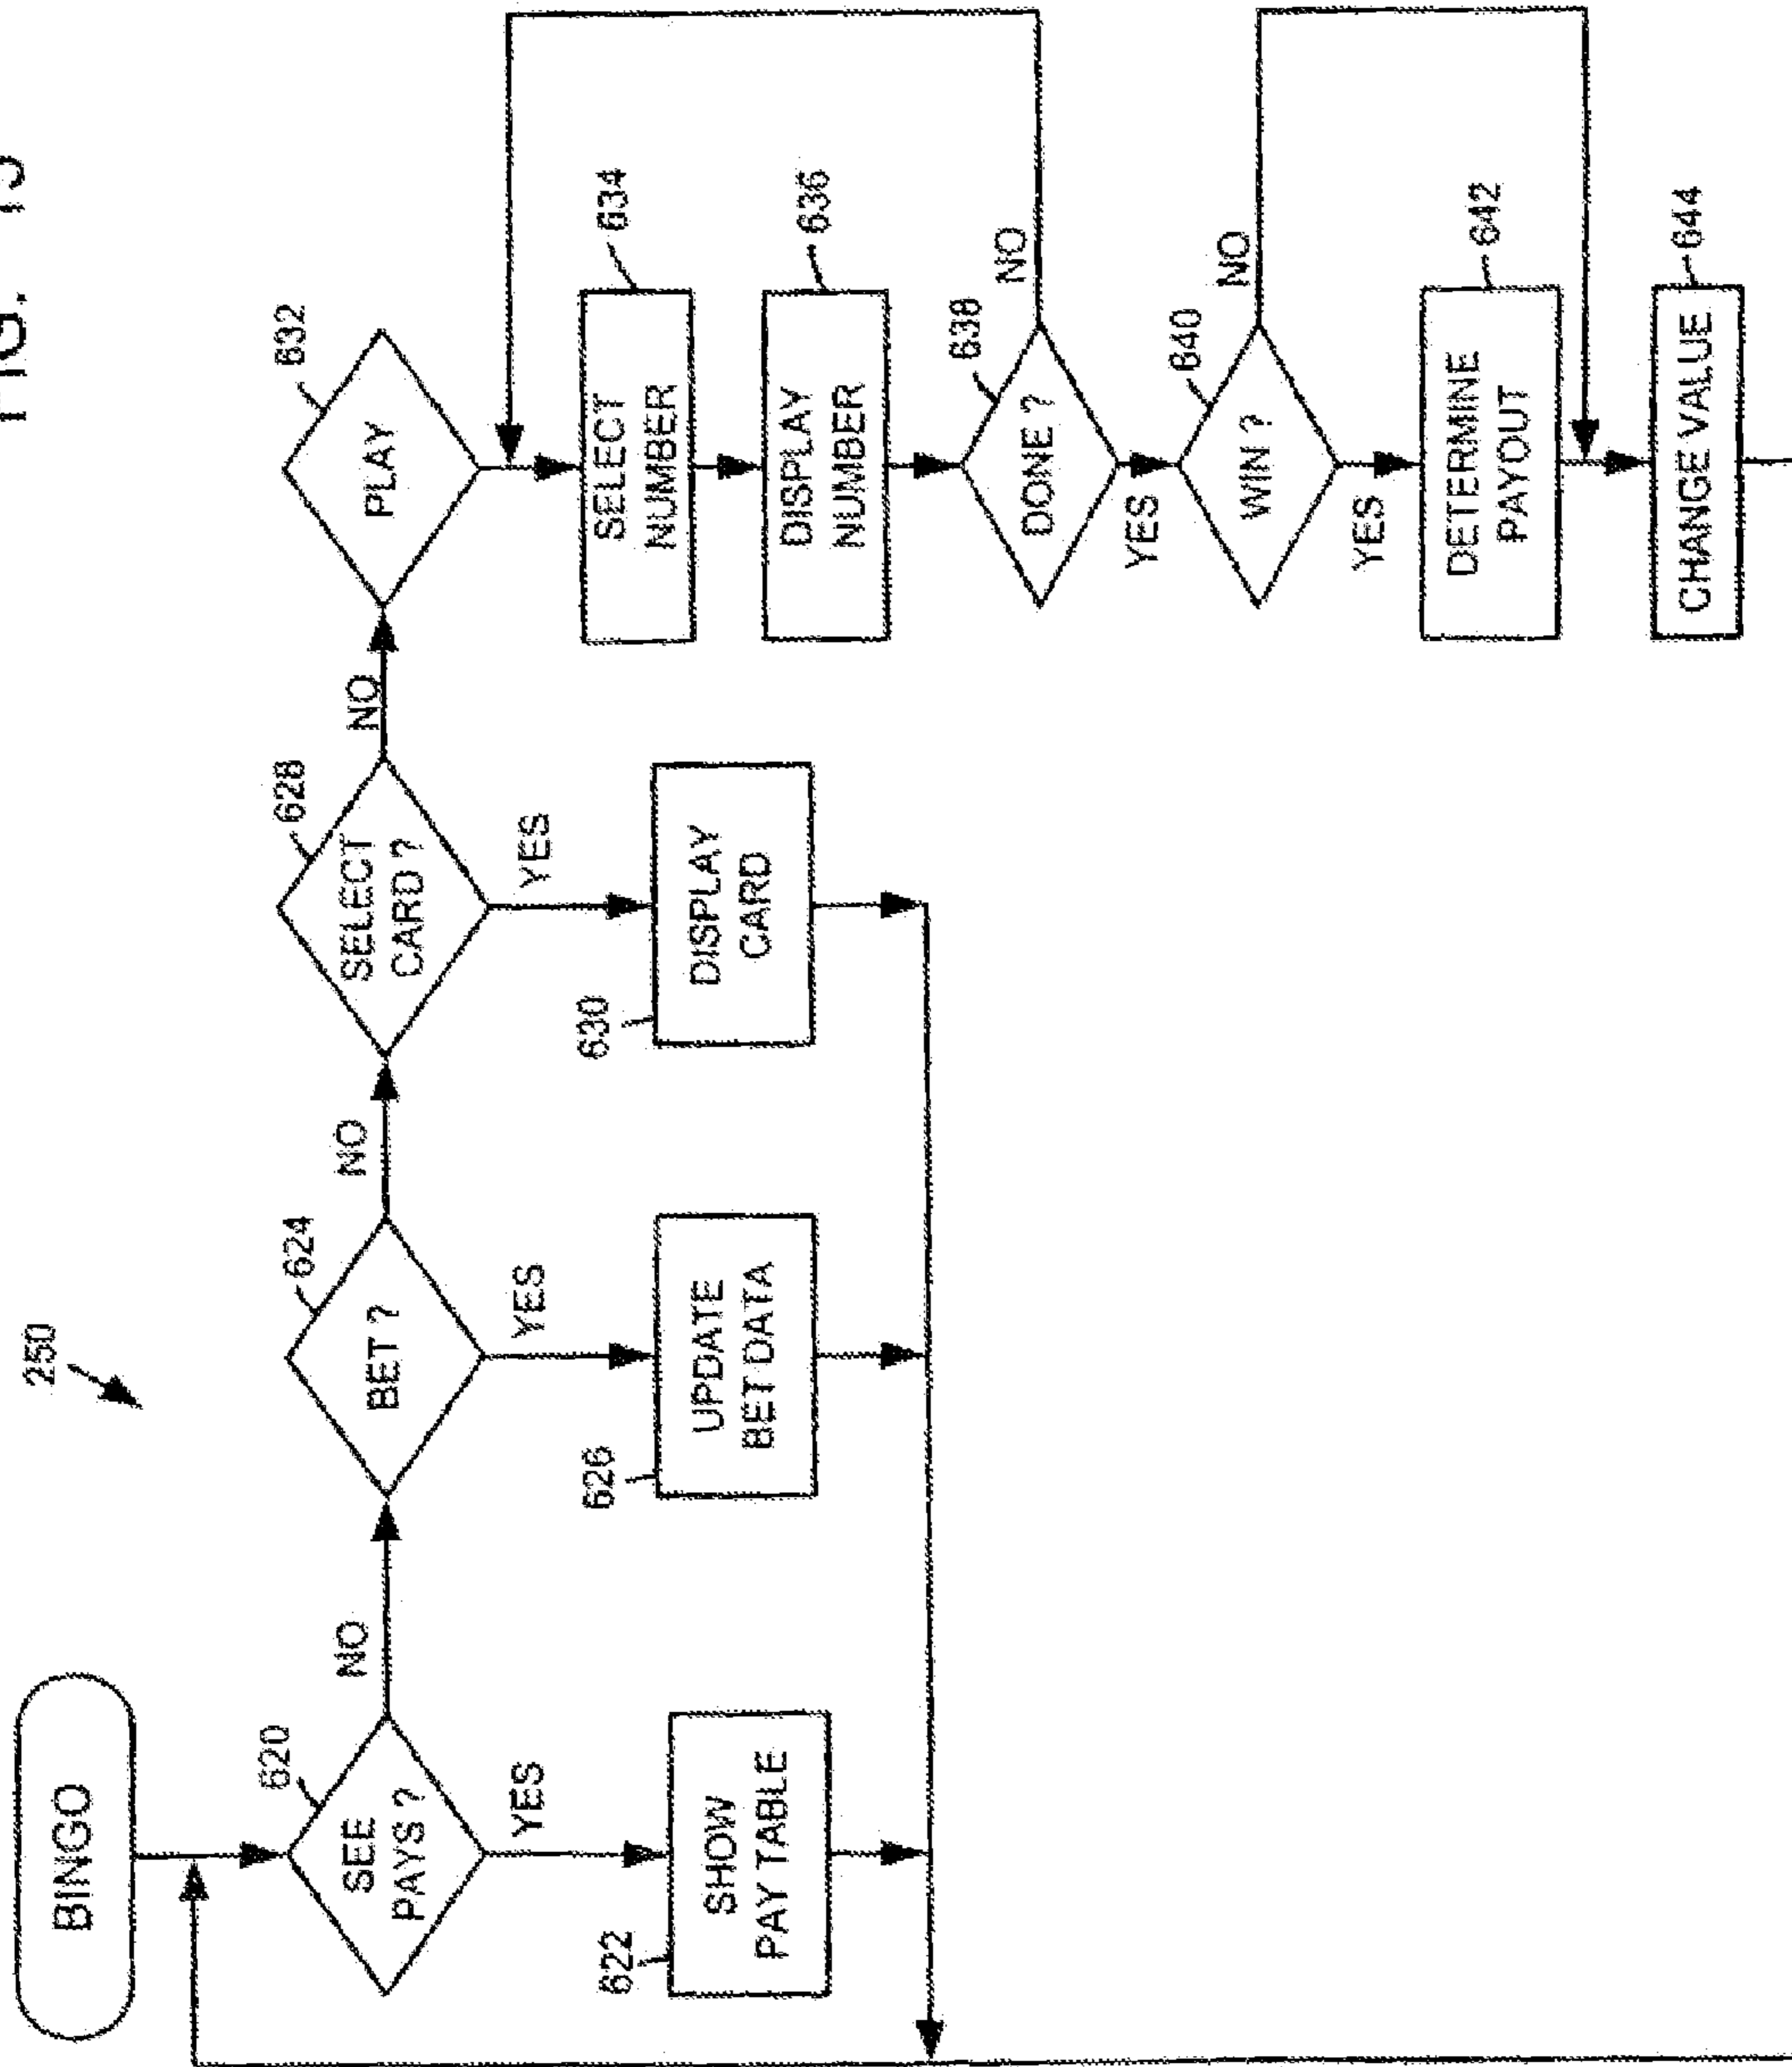 250
BINGO
620
SEE
PAYS ?
NO
YES
622
SHOW
PAY TABLE
624
BET ?
NO
YES
626
UPDATE
BET DATA
628
SELECT
CARD ?
NO
YES
630
DISPLAY
CARD
632
PLAY
634
SELECT
NUMBER
636
DISPLAY
NUMBER
638
DONE ?
NO
YES
640
WIN ?
NO
YES
642
DETERMINE
PAYOUT
644
CHANGE VALUE